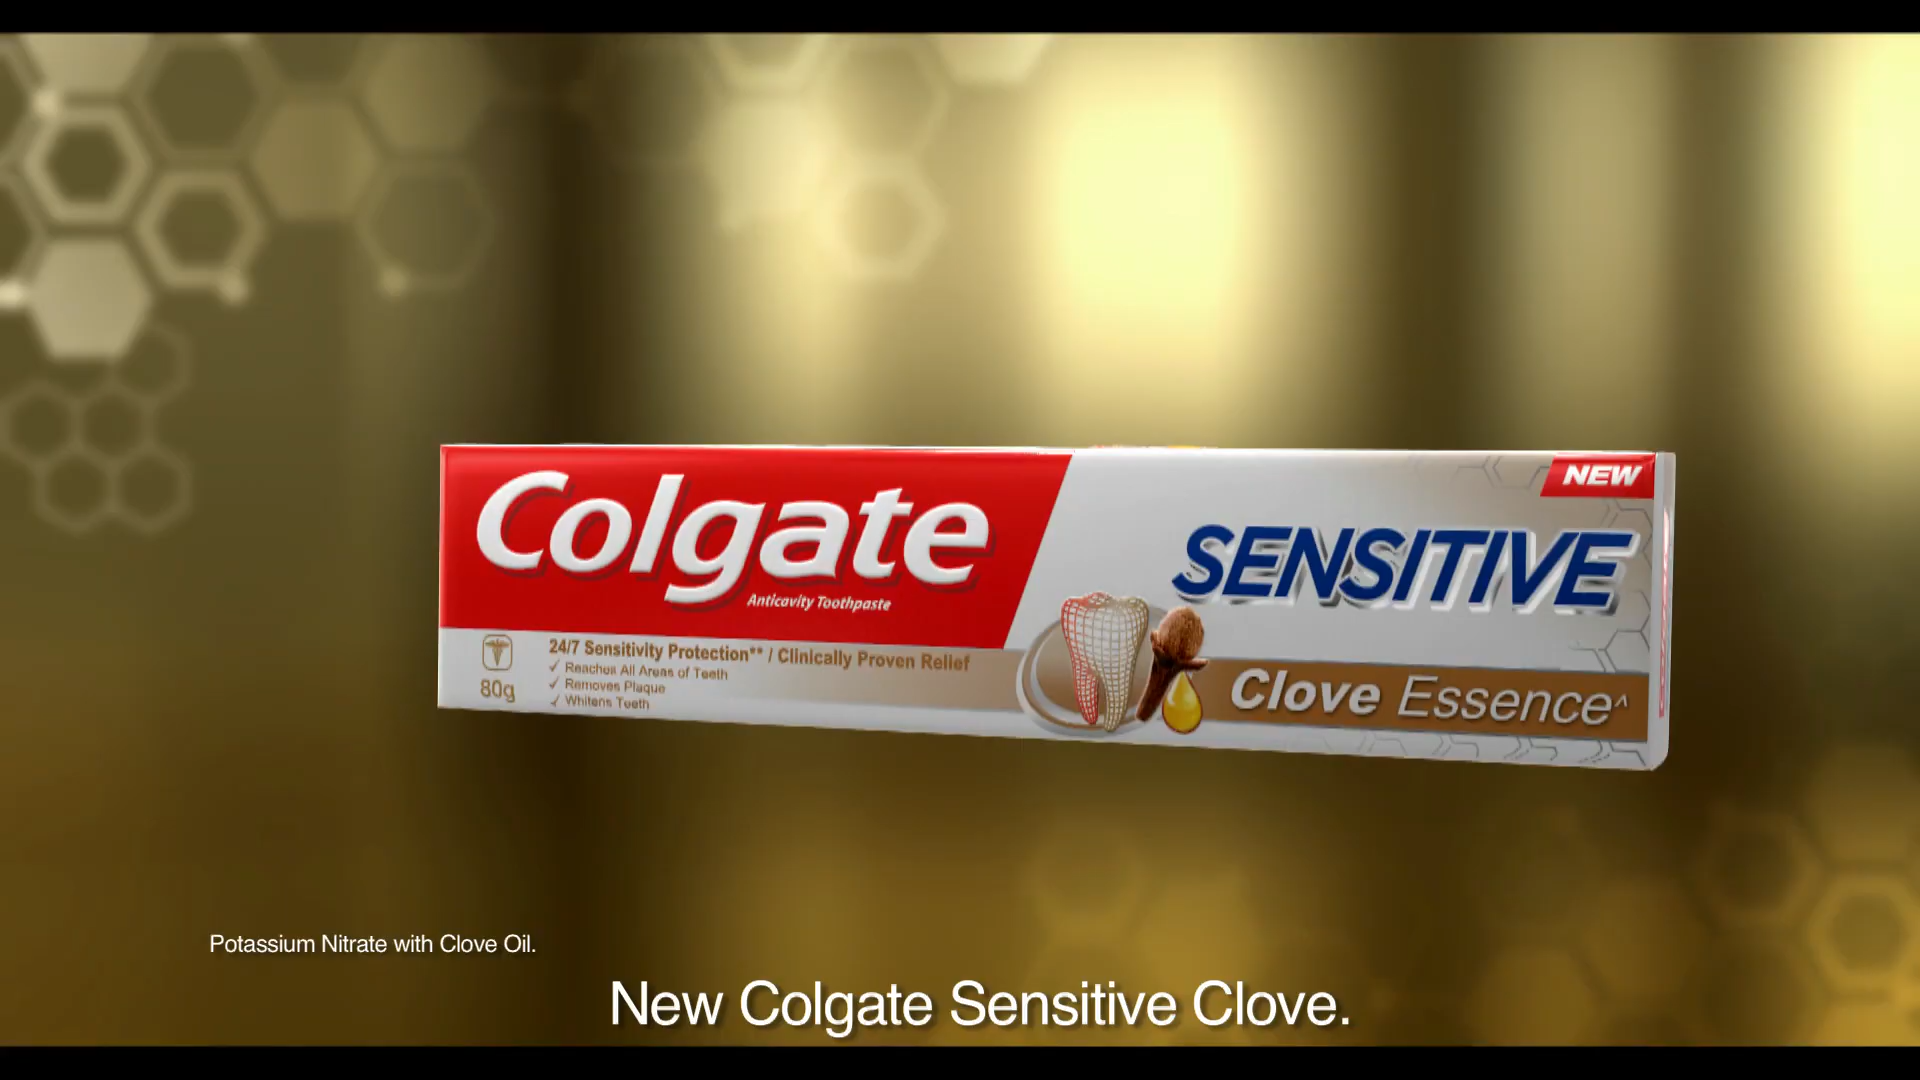 Colgate
Anticavity Toothpaste
NEW
SENSITIVE
Clove Essence^
24/7 Sensitivity Protection** / Clinically Proven Relief
✓ Reaches All Areas of Teeth
✓ Removes Plaque
✓ Whitens Teeth
80g
Potassium Nitrate with Clove Oil.
New Colgate Sensitive Clove.